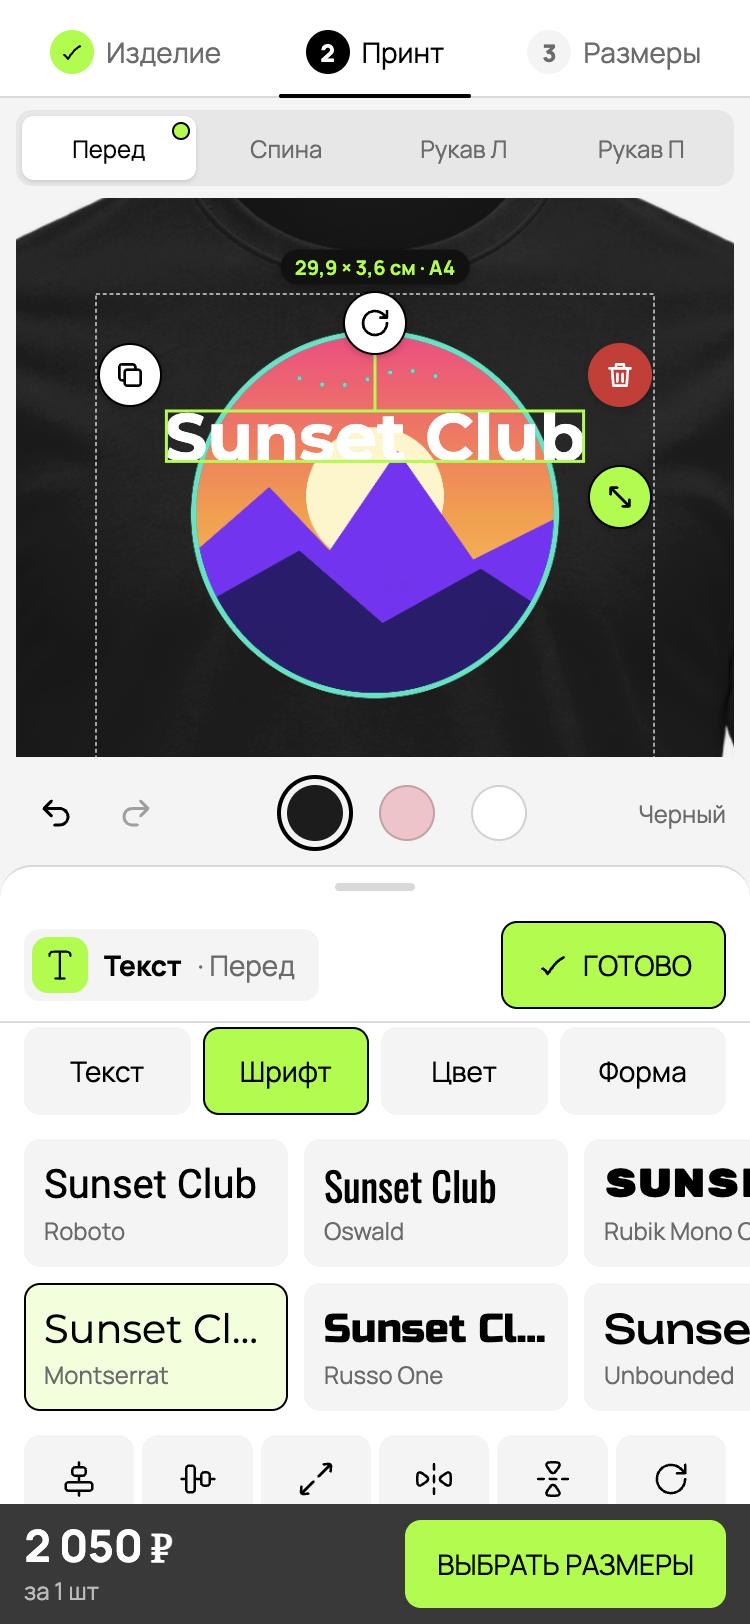 Изделие
2 Принт
3 Размеры
Перед
Спина
Рукав Л
Рукав П
29,9 × 3,6 см · A4
Sunset Club
Черный
Текст · Перед
ГОТОВО
Текст
Шрифт
Цвет
Форма
Sunset Club
Roboto
Sunset Club
Oswald
SUNS
Rubik Mono
Sunset Cl...
Montserrat
Sunset Cl...
Russo One
Sunse
Unbounded
2 050 ₽
за 1 шт
ВЫБРАТЬ РАЗМЕРЫ